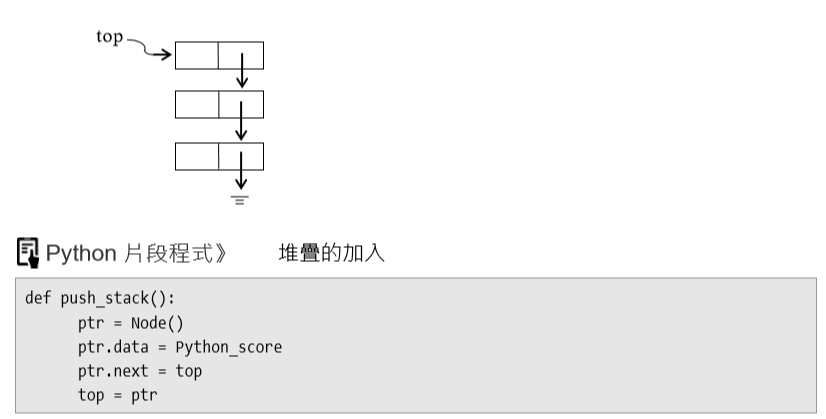 top
Python 片段程式》 堆疊的加入
def push_stack():
ptr = Node()
ptr.data = Python_score
ptr.next = top
top = ptr